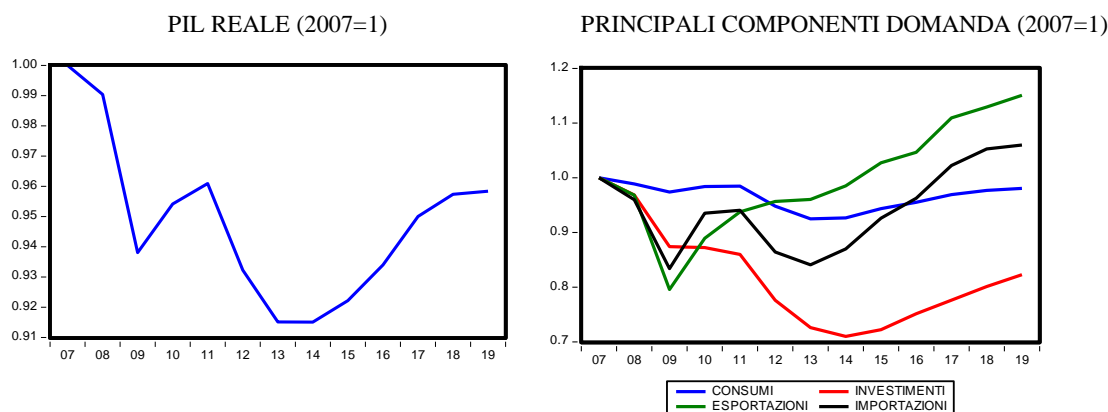 PIL REALE (2007=1)
1.00
0.99
0.98
0.97
0.96
0.95
0.94
0.93
0.92
0.91
07 08 09 10 11 12 13 14 15 16 17 18 19
PRINCIPALI COMPONENTI DOMANDA (2007=1)
1.2
1.1
1.0
0.9
0.8
0.7
07 08 09 10 11 12 13 14 15 16 17 18 19
CONSUMI INVESTIMENTI
ESPORTAZIONI IMPORTAZIONI